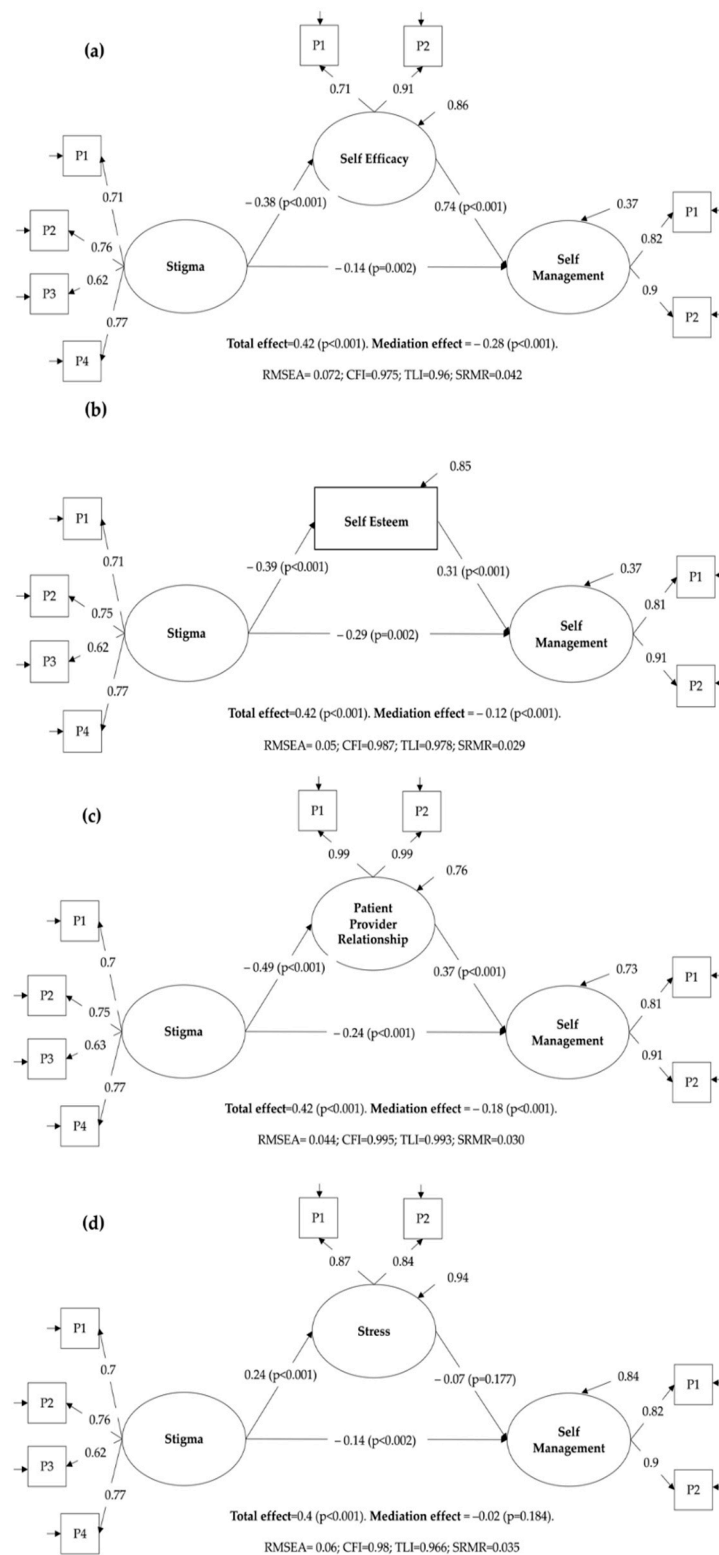 (a)
P1 P2
0.71 0.91
0.86
Self Efficacy
P1
0.71
P2
0.76
P3
0.62
P4
0.77
Stigma
– 0.38 (p<0.001)
0.74 (p<0.001)
– 0.14 (p=0.002)
0.37
Self
Management
P1
0.82
0.9
P2
Total effect=0.42 (p<0.001). Mediation effect = – 0.28 (p<0.001).
RMSEA= 0.072; CFI=0.975; TLI=0.96; SRMR=0.042
(b)
0.85
Self Esteem
P1
0.71
P2
0.75
P3
0.62
P4
0.77
Stigma
– 0.39 (p<0.001)
0.31 (p<0.001)
– 0.29 (p=0.002)
0.37
Self
Management
P1
0.81
0.91
P2
Total effect=0.42 (p<0.001). Mediation effect = – 0.12 (p<0.001).
RMSEA= 0.05; CFI=0.987; TLI=0.978; SRMR=0.029
(c)
P1 P2
0.99 0.99
0.76
Patient
Provider
Relationship
P1
0.7
P2
0.75
P3
0.63
P4
0.77
Stigma
– 0.49 (p<0.001)
0.37 (p<0.001)
– 0.24 (p<0.001)
0.73
Self
Management
P1
0.81
0.91
P2
Total effect=0.42 (p<0.001). Mediation effect = – 0.18 (p<0.001).
RMSEA= 0.044; CFI=0.995; TLI=0.993; SRMR=0.030
(d)
P1 P2
0.87 0.84
0.94
Stress
P1
0.7
P2
0.76
P3
0.62
P4
0.77
Stigma
0.24 (p<0.001)
– 0.07 (p=0.177)
– 0.14 (p<0.002)
0.84
Self
Management
P1
0.82
0.9
P2
Total effect=0.4 (p<0.001). Mediation effect = –0.02 (p=0.184).
RMSEA= 0.06; CFI=0.98; TLI=0.966; SRMR=0.035